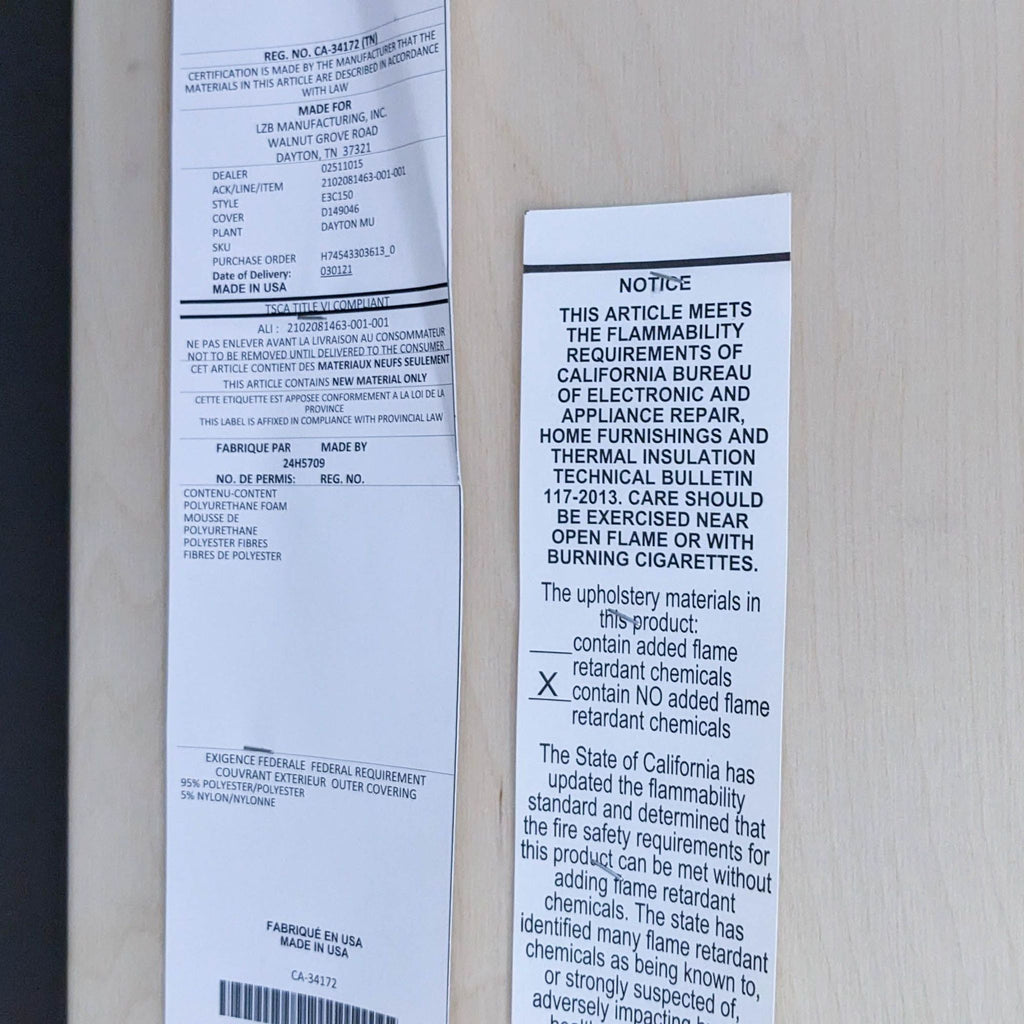 REG. NO. CA-34172 (TN)
CERTIFICATION IS MADE BY THE MANUFACTURER THAT THE
MATERIALS IN THIS ARTICLE ARE DESCRIBED IN ACCORDANCE
WITH LAW
MADE FOR
LZB MANUFACTURING, INC.
WALNUT GROVE ROAD
DAYTON, TN 37321
DEALER 02511015
ACK/LINE/ITEM 2102081463-001-001
STYLE E3C150
COVER D149046
PLANT DAYTON MU
SKU
PURCHASE ORDER H74543303613_0
Date of Delivery: 030121
MADE IN USA
TSCA TITLE VI COMPLIANT
ALI : 2102081463-001-001
NE PAS ENLEVER AVANT LA LIVRAISON AU CONSOMMATEUR
NOT TO BE REMOVED UNTIL DELIVERED TO THE CONSUMER
CET ARTICLE CONTIENT DES MATERIAUX NEUFS SEULEMENT
THIS ARTICLE CONTAINS NEW MATERIAL ONLY
CETTE ETIQUETTE EST APPOSEE CONFORMEMENT A LA LOI DE LA
PROVINCE
THIS LABEL IS AFFIXED IN COMPLIANCE WITH PROVINCIAL LAW
FABRIQUE PAR MADE BY
24H5709
NO. DE PERMIS: REG. NO.
CONTENU-CONTENT
POLYURETHANE FOAM
MOUSSE DE
POLYURETHANE
POLYESTER FIBRES
FIBRES DE POLYESTER
EXIGENCE FEDERALE FEDERAL REQUIREMENT
COUVRANT EXTERIEUR OUTER COVERING
95% POLYESTER/POLYESTER
5% NYLON/NYLONNE
FABRIQUÉ EN USA
MADE IN USA
CA-34172
NOTICE
THIS ARTICLE MEETS
THE FLAMMABILITY
REQUIREMENTS OF
CALIFORNIA BUREAU
OF ELECTRONIC AND
APPLIANCE REPAIR,
HOME FURNISHINGS AND
THERMAL INSULATION
TECHNICAL BULLETIN
117-2013. CARE SHOULD
BE EXERCISED NEAR
OPEN FLAME OR WITH
BURNING CIGARETTES.
The upholstery materials in
this product:
___contain added flame
retardant chemicals
X contain NO added flame
retardant chemicals
The State of California has
updated the flammability
standard and determined that
the fire safety requirements for
this product can be met without
adding flame retardant
chemicals. The state has
identified many flame retardant
chemicals as being known to,
or strongly suspected of,
adversely impacting